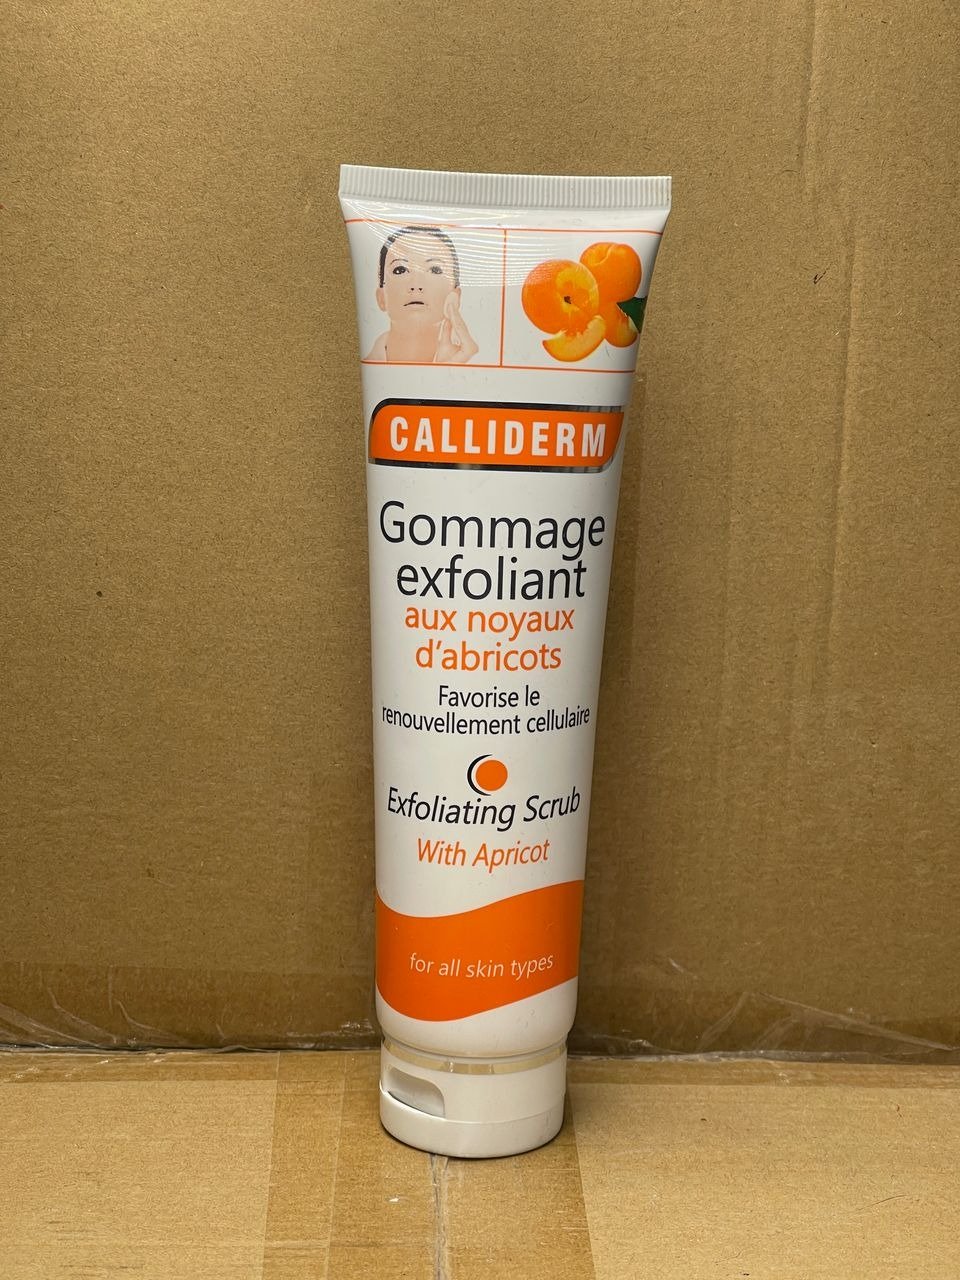 CALLIDERM
Gommage
exfoliant
aux noyaux
d'abricots
Favorise le
renouvellement cellulaire
Exfoliating Scrub
With Apricot
for all skin types